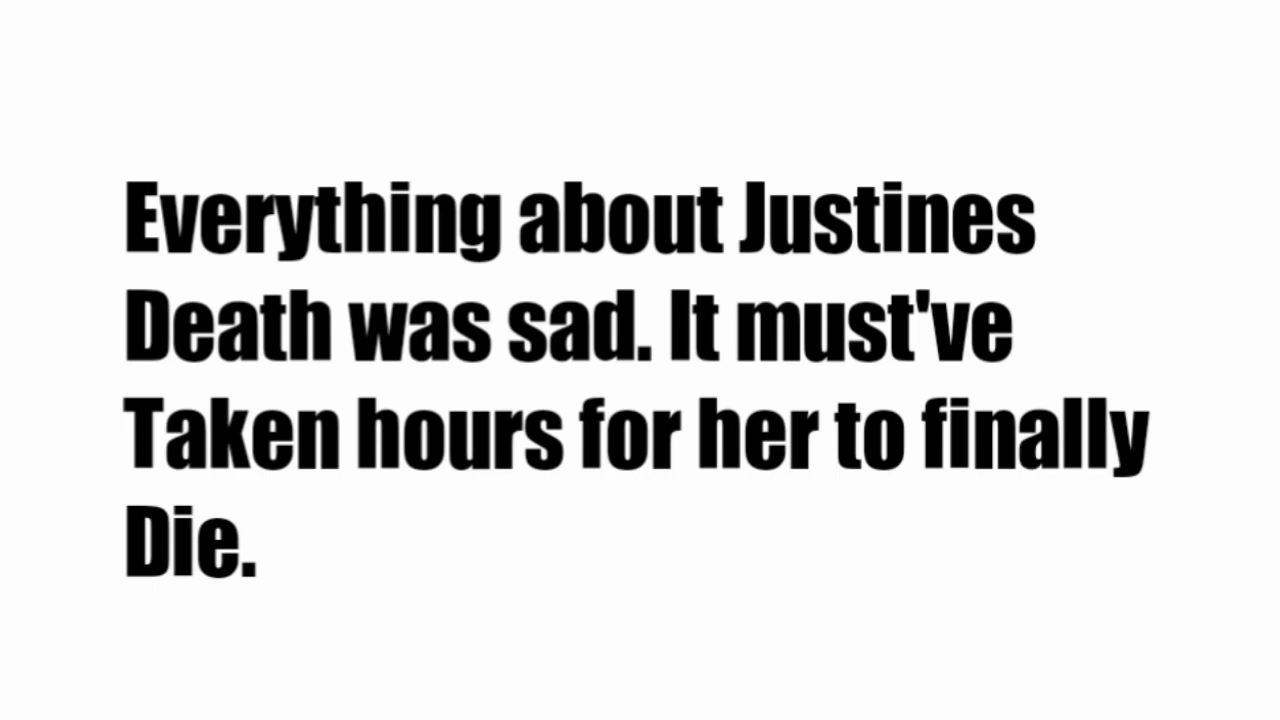 Everything about Justines
Death was sad. It must've
Taken hours for her to finally
Die.